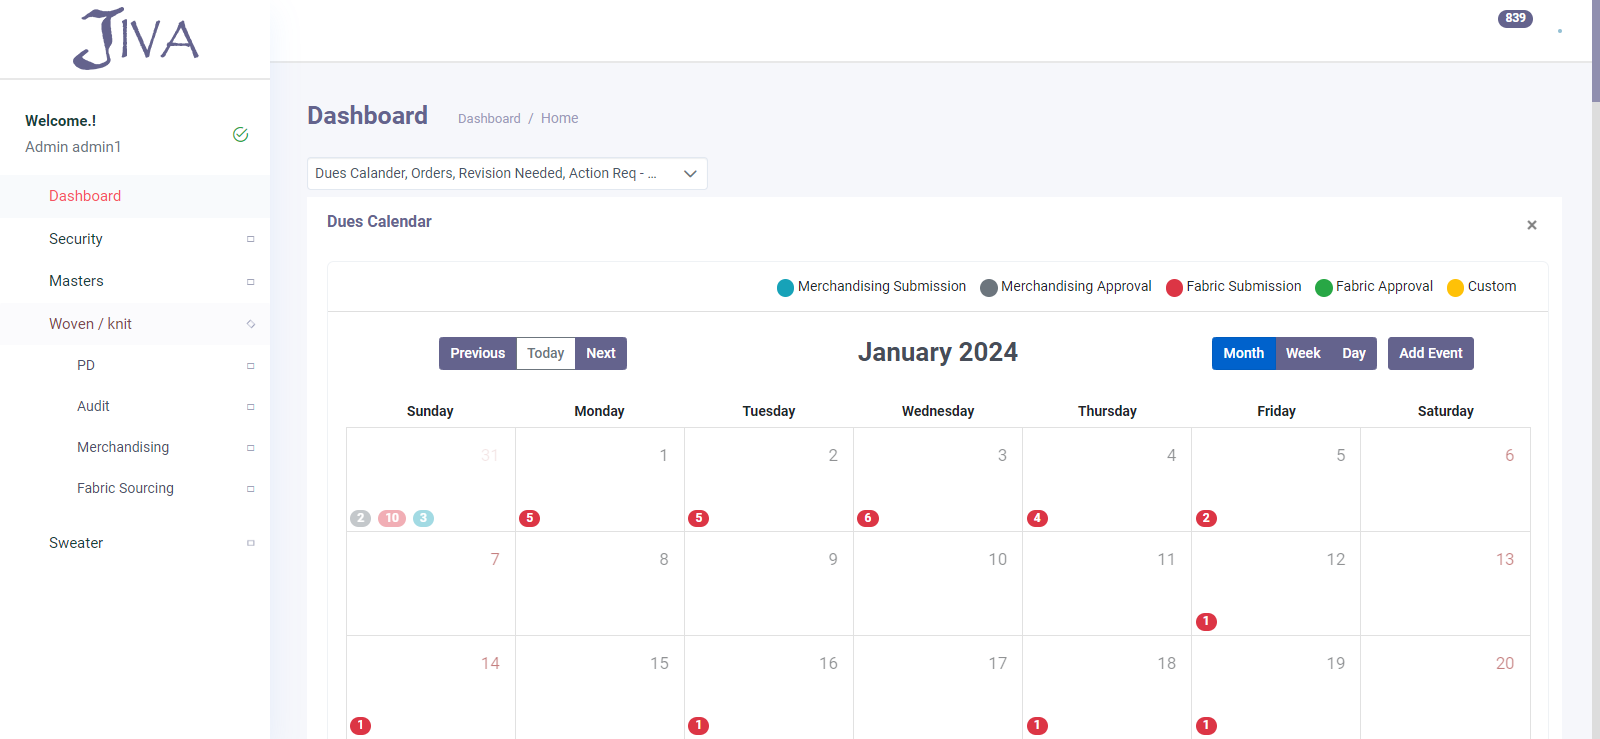 JIVA
839
Welcome.!
Admin admin1
Dashboard
Security
Masters
Woven / knit
PD
Audit
Merchandising
Fabric Sourcing
Sweater
Dashboard
Dashboard / Home
Dues Calander, Orders, Revision Needed, Action Req - ...
Dues Calendar
×
Merchandising Submission Merchandising Approval Fabric Submission Fabric Approval Custom
Previous Today Next
January 2024
Month Week Day Add Event
Sunday Monday Tuesday Wednesday Thursday Friday Saturday
31 1 2 3 4 5 6
2 10 3 5 5 6 4 2
7 8 9 10 11 12 13
1
14 15 16 17 18 19 20
1 1 1 1